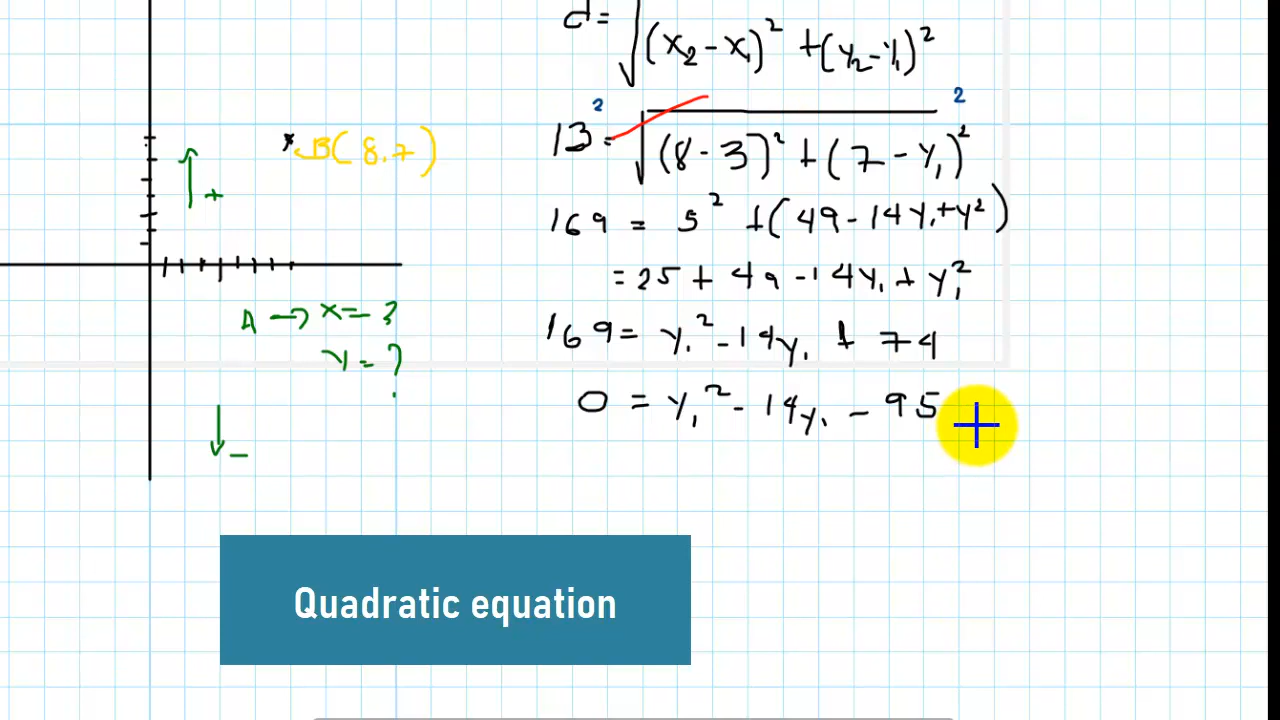 d = √(x₂ - x₁)² + (y₂ - y₁)²
13² = √(8 - 3)² + (7 - y₁)² ²
B(8.7)
+
169 = 5² + (49 - 14y₁ + y²)
= 25 + 49 - 14y₁ + y₁²
A → x = ?
y = ?
169 = y₁² - 14y₁ + 74
0 = y₁² - 14y₁ - 95
-
Quadratic equation